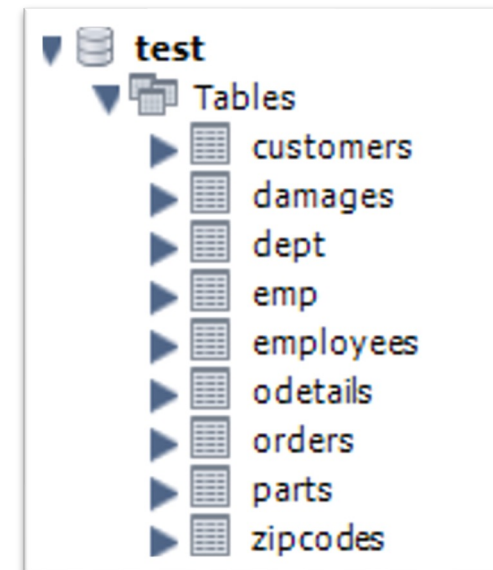 test
Tables
customers
damages
dept
emp
employees
odetails
orders
parts
zipcodes